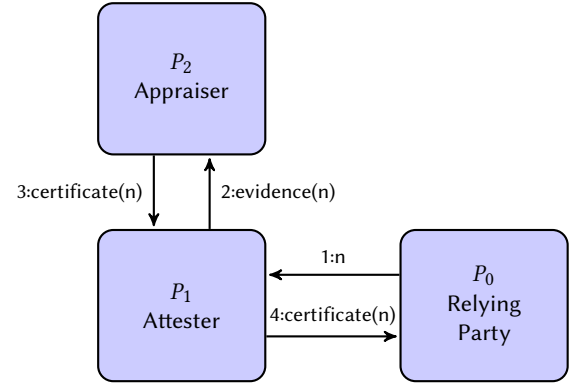 P₂
Appraiser
3:certificate(n)
2:evidence(n)
P₁
Attester
1:n
4:certificate(n)
P₀
Relying
Party